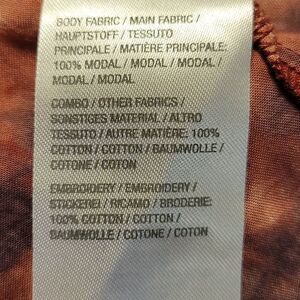 BODY FABRIC / MAIN FABRIC /
HAUPTSTOFF / TESSUTO
PRINCIPALE / MATIÈRE PRINCIPALE:
100% MODAL / MODAL / MODAL /
MODAL / MODAL
COMBO / OTHER FABRICS /
SONSTIGES MATERIAL / ALTRO
TESSUTO / AUTRE MATIÈRE: 100%
COTTON / COTTON / BAUMWOLLE /
COTONE / COTON
EMBROIDERY / EMBROIDERY /
STICKEREI / RICAMO / BRODERIE:
100% COTTON / COTTON /
BAUMWOLLE / COTONE / COTON